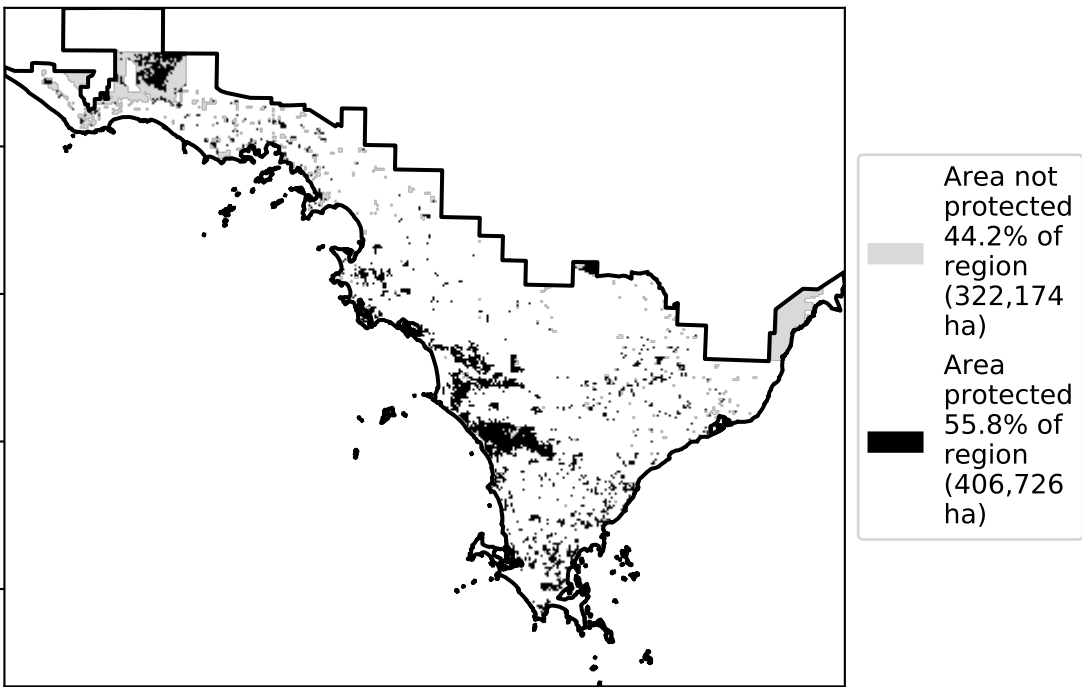 Area not
protected
44.2% of
region
(322,174
ha)
Area
protected
55.8% of
region
(406,726
ha)